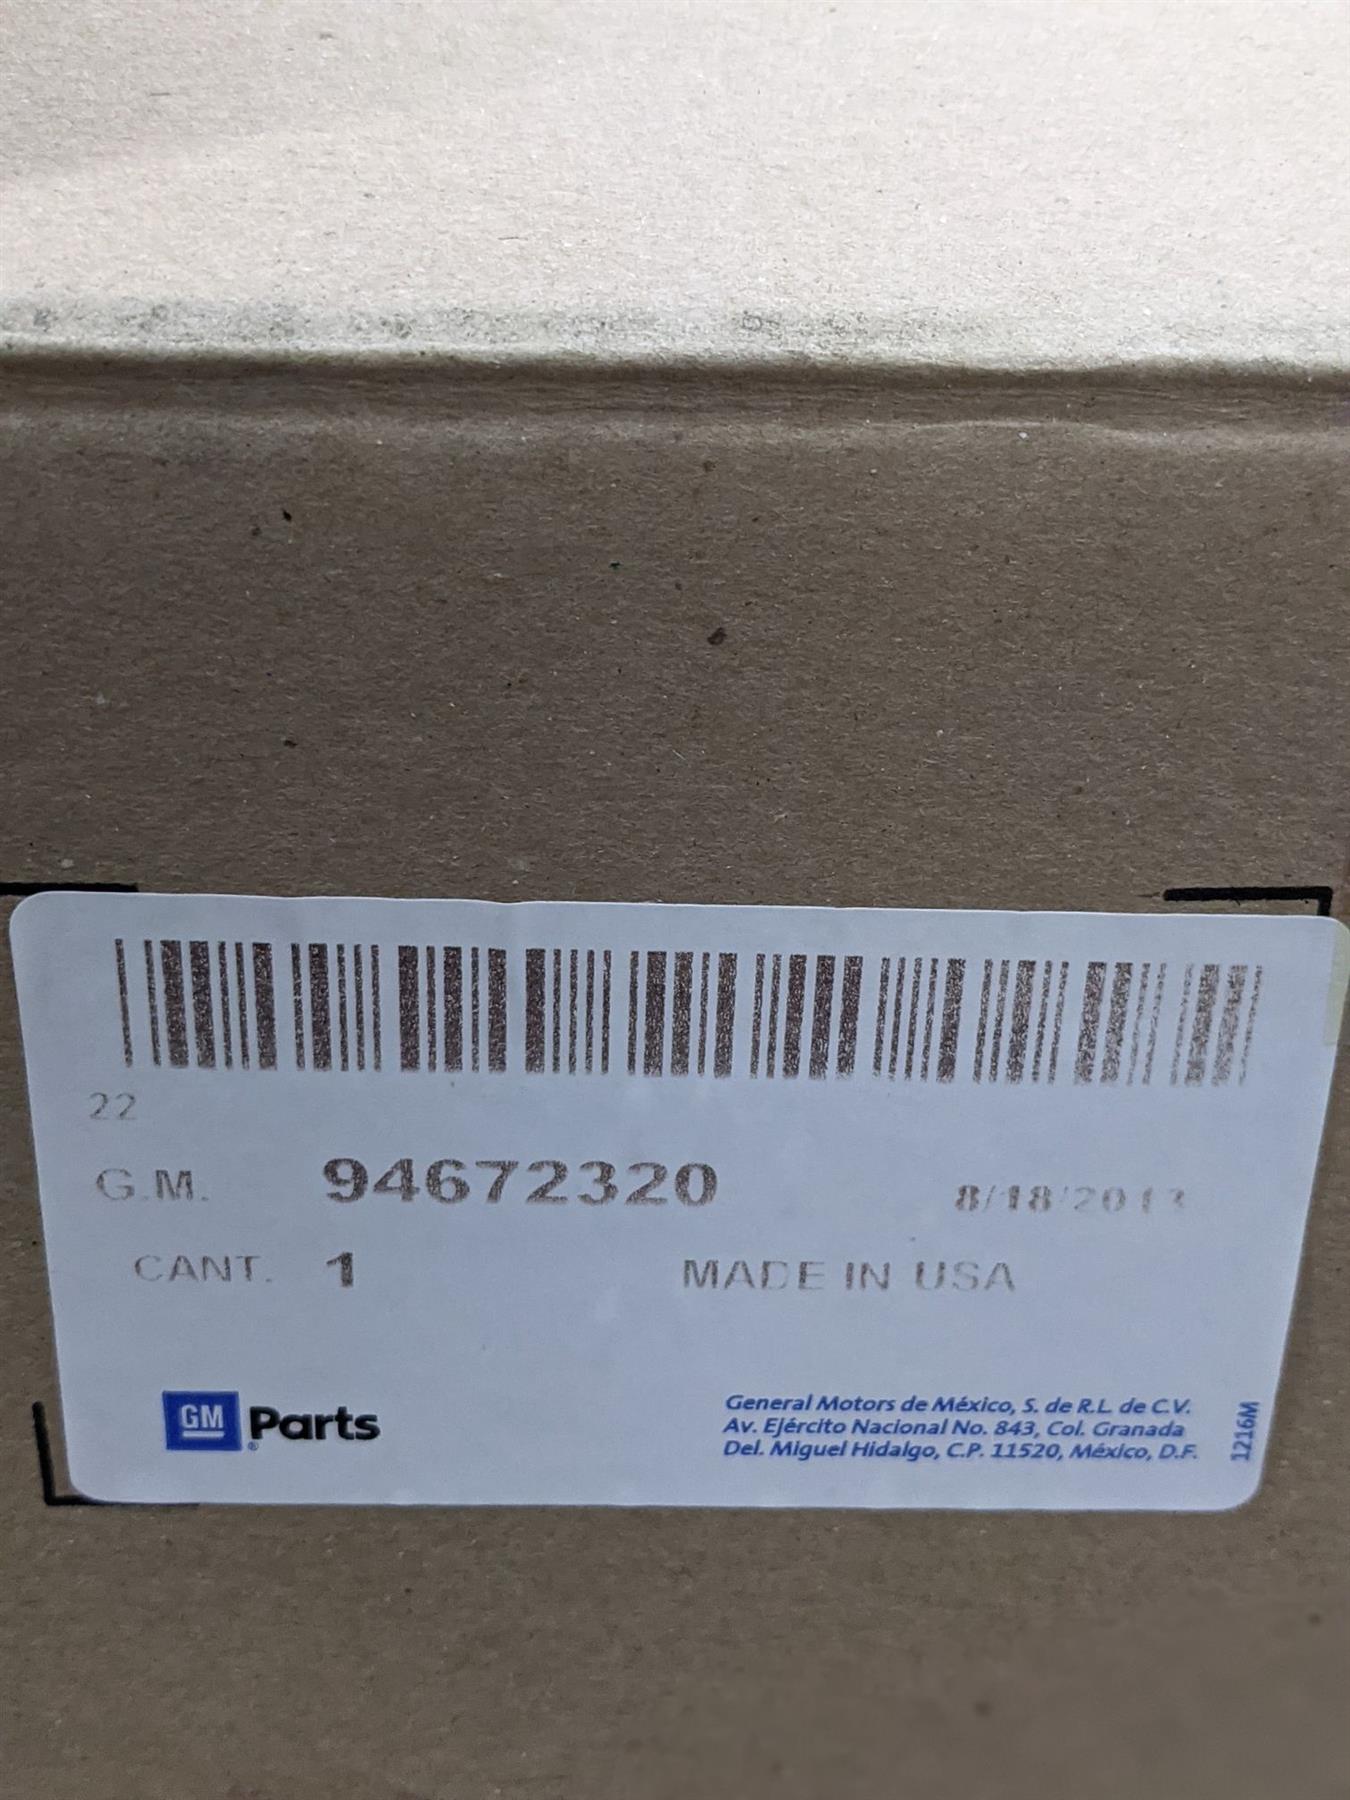 22
G.M. 94672320 8/18/2013
CANT. 1 MADE IN USA
GM Parts
General Motors de México, S. de R.L. de C.V.
Av. Ejército Nacional No. 843, Col. Granada
Del. Miguel Hidalgo, C.P. 11520, México, D.F.
1216M